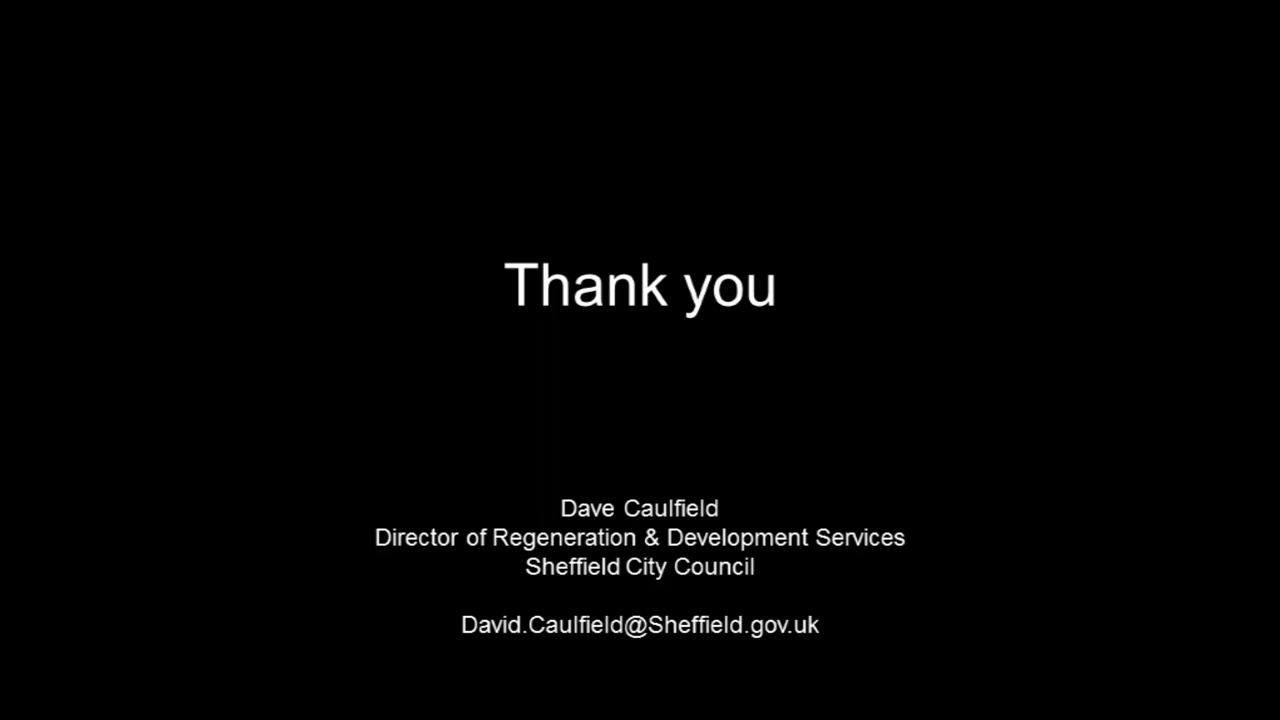 Thank you
Dave Caulfield
Director of Regeneration & Development Services
Sheffield City Council
David.Caulfield@Sheffield.gov.uk